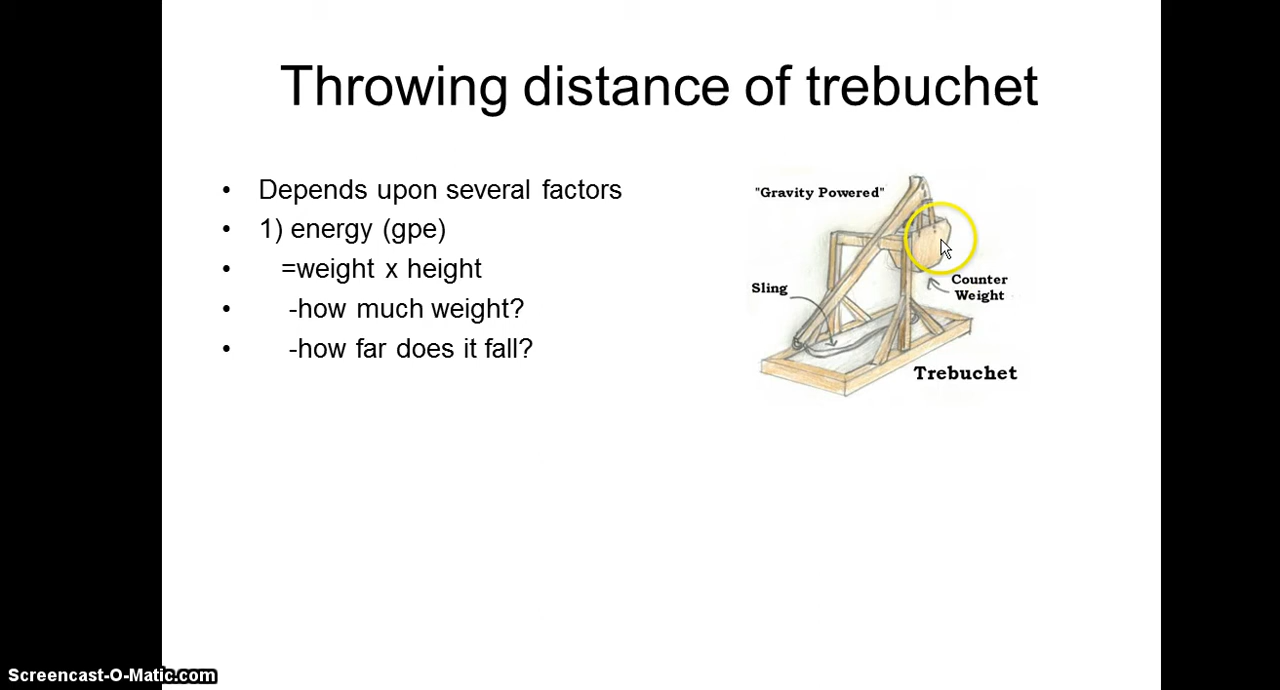 Throwing distance of trebuchet
• Depends upon several factors
• 1) energy (gpe)
• =weight x height
• -how much weight?
• -how far does it fall?
"Gravity Powered"
Sling
Counter
Weight
Trebuchet
Screencast-O-Matic.com